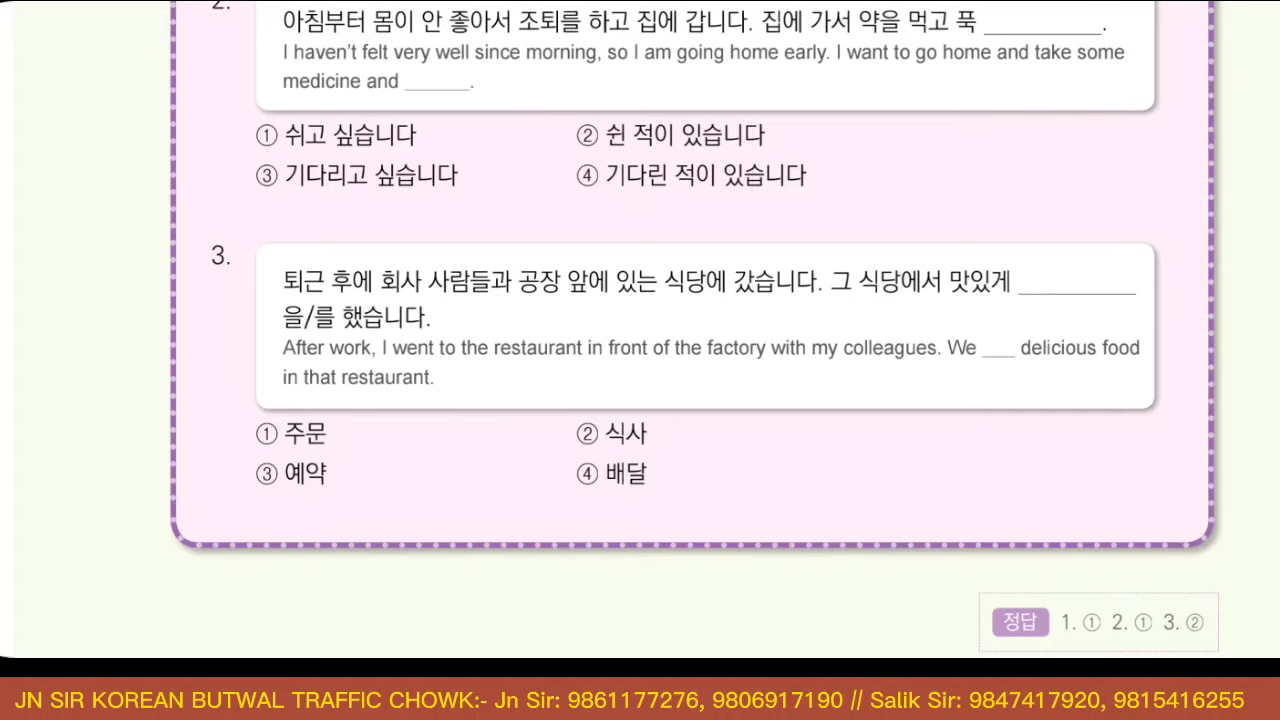 2.
아침부터 몸이 안 좋아서 조퇴를 하고 집에 갑니다. 집에 가서 약을 먹고 푹 __________.
I haven't felt very well since morning, so I am going home early. I want to go home and take some
medicine and ______.
① 쉬고 싶습니다 ② 쉰 적이 있습니다
③ 기다리고 싶습니다 ④ 기다린 적이 있습니다
3.
퇴근 후에 회사 사람들과 공장 앞에 있는 식당에 갔습니다. 그 식당에서 맛있게 __________
을/를 했습니다.
After work, I went to the restaurant in front of the factory with my colleagues. We ___ delicious food
in that restaurant.
① 주문 ② 식사
③ 예약 ④ 배달
정답 1. ① 2. ① 3. ②
JN SIR KOREAN BUTWAL TRAFFIC CHOWK:- Jn Sir: 9861177276, 9806917190 // Salik Sir: 9847417920, 9815416255